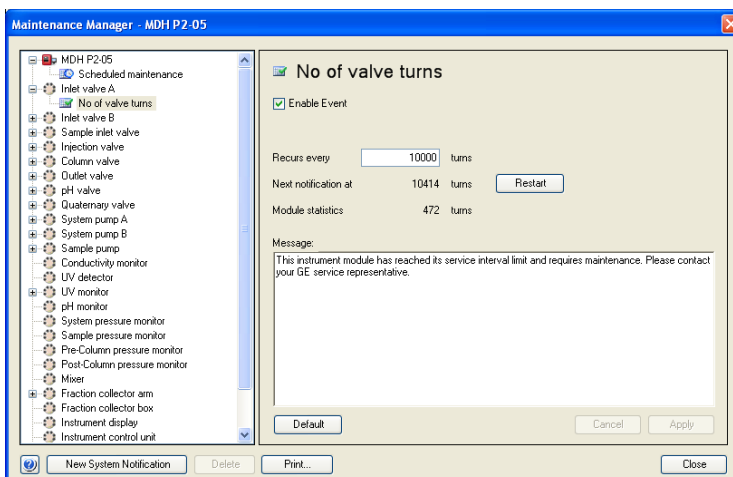 Maintenance Manager - MDH P2-05
MDH P2-05
Scheduled maintenance
Inlet valve A
No of valve turns
Inlet valve B
Sample inlet valve
Injection valve
Column valve
Outlet valve
pH valve
Quaternary valve
System pump A
System pump B
Sample pump
Conductivity monitor
UV detector
UV monitor
pH monitor
System pressure monitor
Sample pressure monitor
Pre-Column pressure monitor
Post-Column pressure monitor
Mixer
Fraction collector arm
Fraction collector box
Instrument display
Instrument control unit
No of valve turns
Enable Event
Recurs every 10000 turns
Next notification at 10414 turns Restart
Module statistics 472 turns
Message:
This instrument module has reached its service interval limit and requires maintenance. Please contact
your GE service representative.
Default Cancel Apply
New System Notification Delete Print... Close